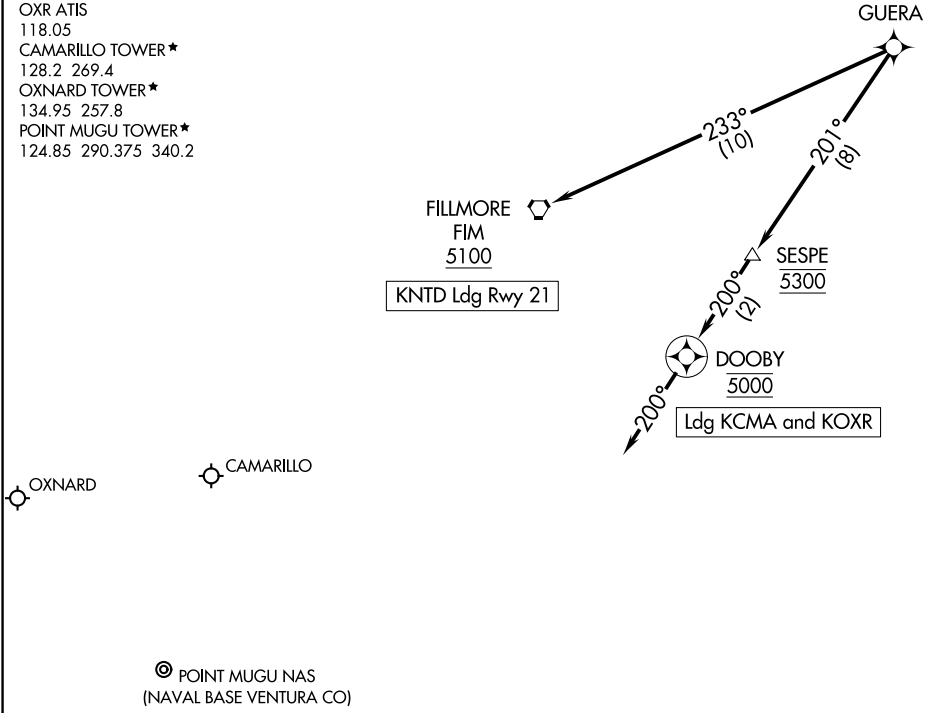 OXR ATIS
118.05
CAMARILLO TOWER★
128.2 269.4
OXNARD TOWER★
134.95 257.8
POINT MUGU TOWER★
124.85 290.375 340.2
GUERA
233°
(10)
201°
(8)
FILLMORE
FIM
5100
KNTD Ldg Rwy 21
SESPE
5300
200°
(2)
DOOBY
5000
Ldg KCMA and KOXR
200°
CAMARILLO
OXNARD
POINT MUGU NAS
(NAVAL BASE VENTURA CO)